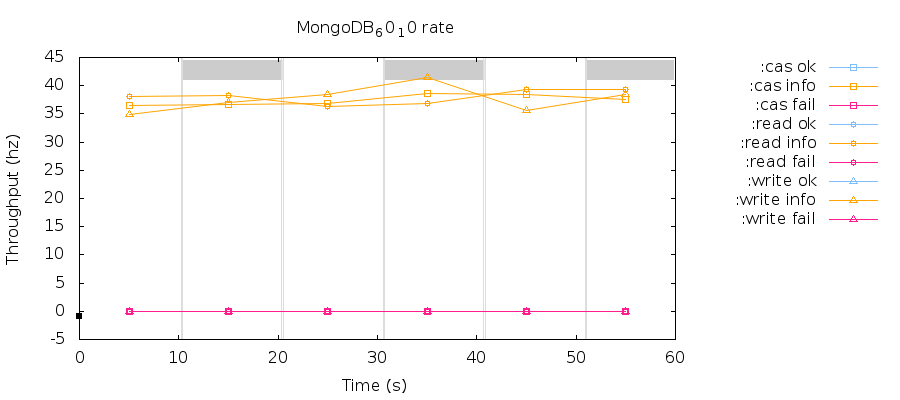 MongoDB₆0₁0 rate
45
40
35
30
25
20
15
10
5
0
-5
0 10 20 30 40 50 60
Throughput (hz)
Time (s)
:cas ok
:cas info
:cas fail
:read ok
:read info
:read fail
:write ok
:write info
:write fail